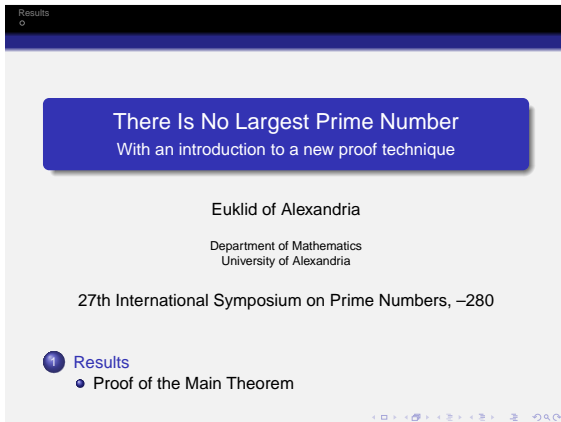 Results
There Is No Largest Prime Number
With an introduction to a new proof technique
Euklid of Alexandria
Department of Mathematics
University of Alexandria
27th International Symposium on Prime Numbers, –280
1 Results
Proof of the Main Theorem